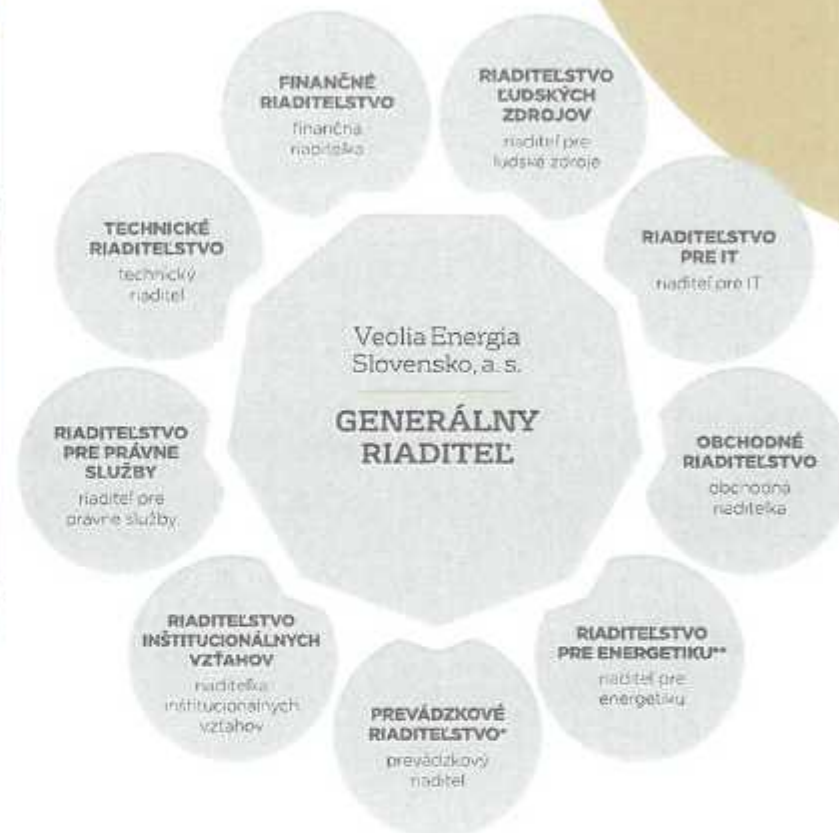 FINANČNÉ
RIADITEĽSTVO
finančná
riaditeľka
RIADITEĽSTVO
ĽUDSKÝCH
ZDROJOV
riaditeľ pre
ľudské zdroje
TECHNICKÉ
RIADITEĽSTVO
technický
riaditeľ
RIADITEĽSTVO
PRE IT
riaditeľ pre IT
Veolia Energia
Slovensko, a. s.
GENERÁLNY
RIADITEĽ
RIADITEĽSTVO
PRE PRÁVNE
SLUŽBY
riaditeľ pre
právne služby
OBCHODNÉ
RIADITEĽSTVO
obchodná
riaditeľka
RIADITEĽSTVO
INŠTITUCIONÁLNYCH
VZŤAHOV
riaditeľka
inštitucionálnych
vzťahov
RIADITEĽSTVO
PRE ENERGETIKU**
riaditeľ pre
energetiku
PREVÁDZKOVÉ
RIADITEĽSTVO*
prevádzkový
riaditeľ